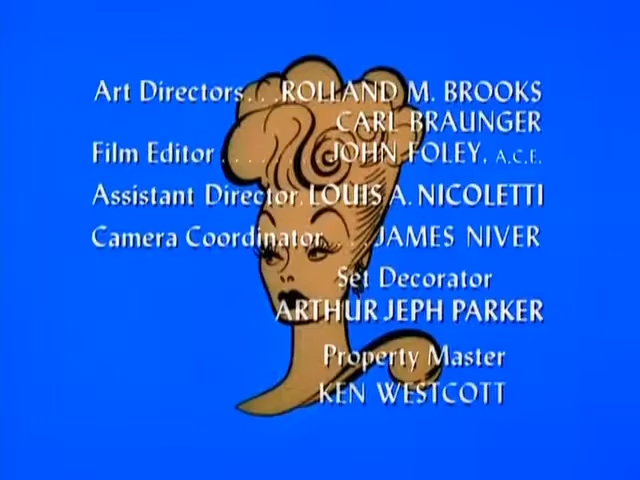 Art Directors. . .ROLLAND M. BROOKS
CARL BRAUNGER
Film Editor . . . . . . . .JOHN FOLEY, A.C.E.
Assistant Director. LOUIS A. NICOLETTI
Camera Coordinator. . . .JAMES NIVER
Set Decorator
ARTHUR JEPH PARKER
Property Master
KEN WESTCOTT